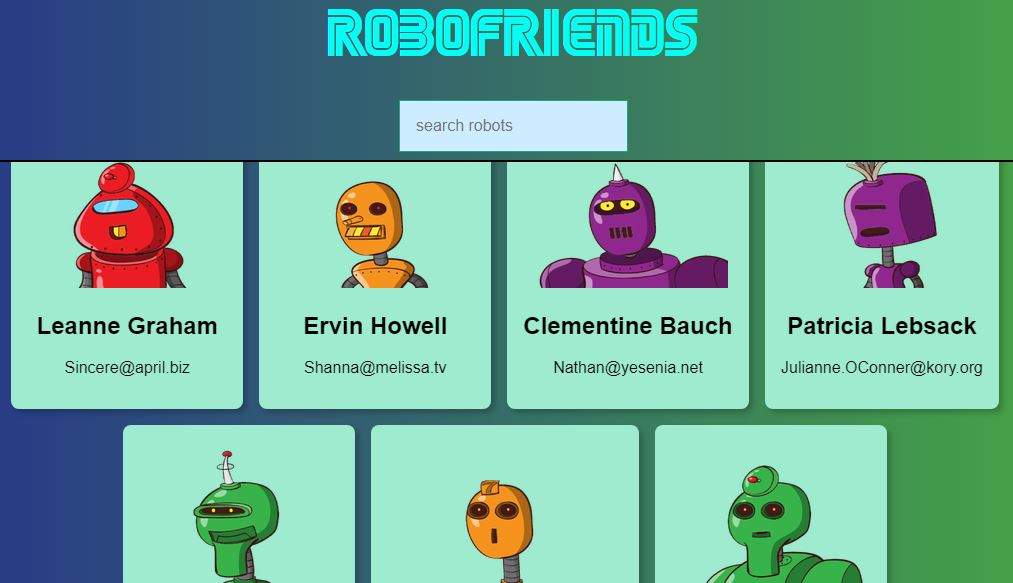 ROBOFRIENDS
search robots
Leanne Graham
Sincere@april.biz
Ervin Howell
Shanna@melissa.tv
Clementine Bauch
Nathan@yesenia.net
Patricia Lebsack
Julianne.OConner@kory.org